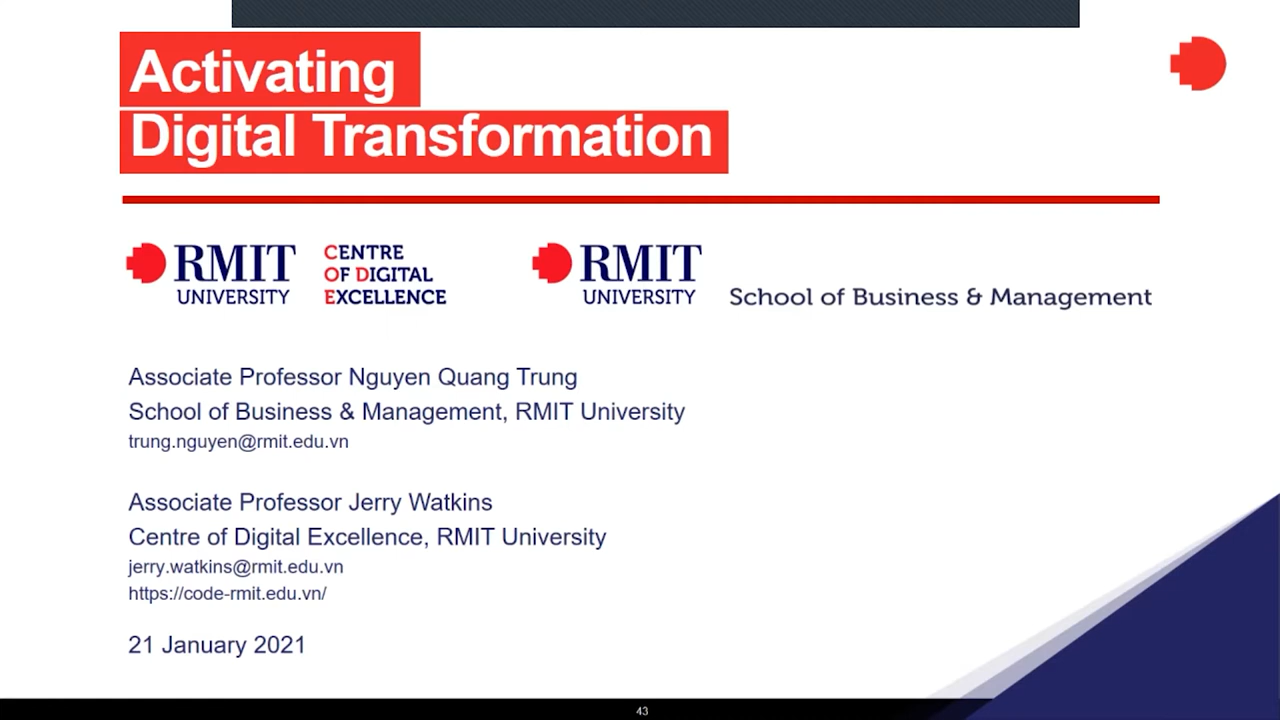 Activating
Digital Transformation
RMIT
UNIVERSITY
CENTRE
OF DIGITAL
EXCELLENCE
RMIT
UNIVERSITY
School of Business & Management
Associate Professor Nguyen Quang Trung
School of Business & Management, RMIT University
trung.nguyen@rmit.edu.vn
Associate Professor Jerry Watkins
Centre of Digital Excellence, RMIT University
jerry.watkins@rmit.edu.vn
https://code-rmit.edu.vn/
21 January 2021
43